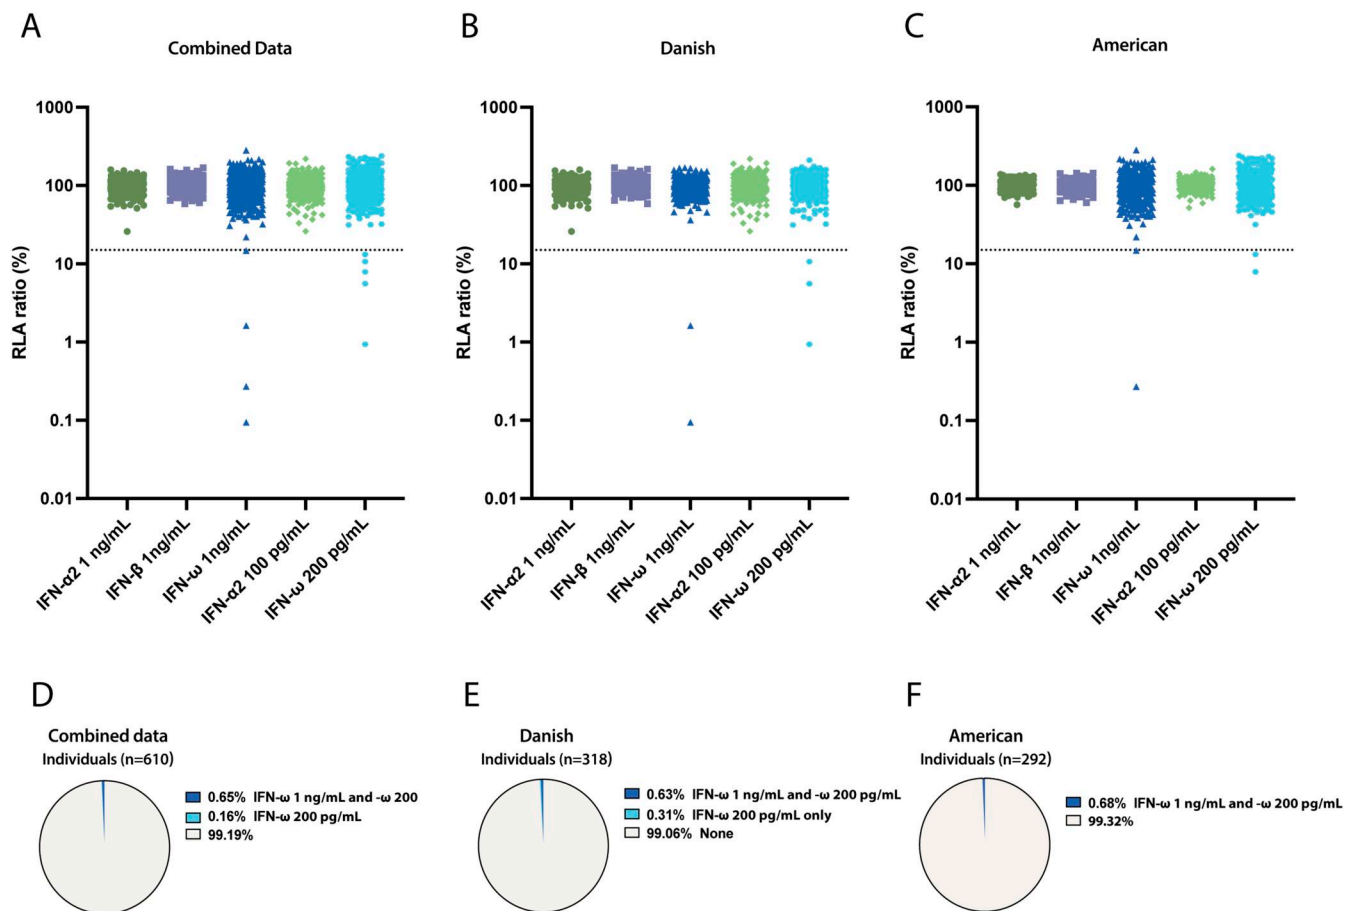 A
Combined Data
1000
100
10
1
0.1
0.01
RLA ratio (%)
IFN-α2 1 ng/mL
IFN-β 1ng/mL
IFN-ω 1ng/mL
IFN-α2 100 pg/mL
IFN-ω 200 pg/mL
B
Danish
1000
100
10
1
0.1
0.01
RLA ratio (%)
IFN-α2 1 ng/mL
IFN-β 1ng/mL
IFN-ω 1ng/mL
IFN-α2 100 pg/mL
IFN-ω 200 pg/mL
C
American
1000
100
10
1
0.1
0.01
RLA ratio (%)
IFN-α2 1 ng/mL
IFN-β 1ng/mL
IFN-ω 1ng/mL
IFN-α2 100 pg/mL
IFN-ω 200 pg/mL
D
Combined data
Individuals (n=610)
0.65% IFN-ω 1 ng/mL and -ω 200
0.16% IFN-ω 200 pg/mL
99.19%
E
Danish
Individuals (n=318)
0.63% IFN-ω 1 ng/mL and -ω 200 pg/mL
0.31% IFN-ω 200 pg/mL only
99.06% None
F
American
Individuals (n=292)
0.68% IFN-ω 1 ng/mL and -ω 200 pg/mL
99.32%